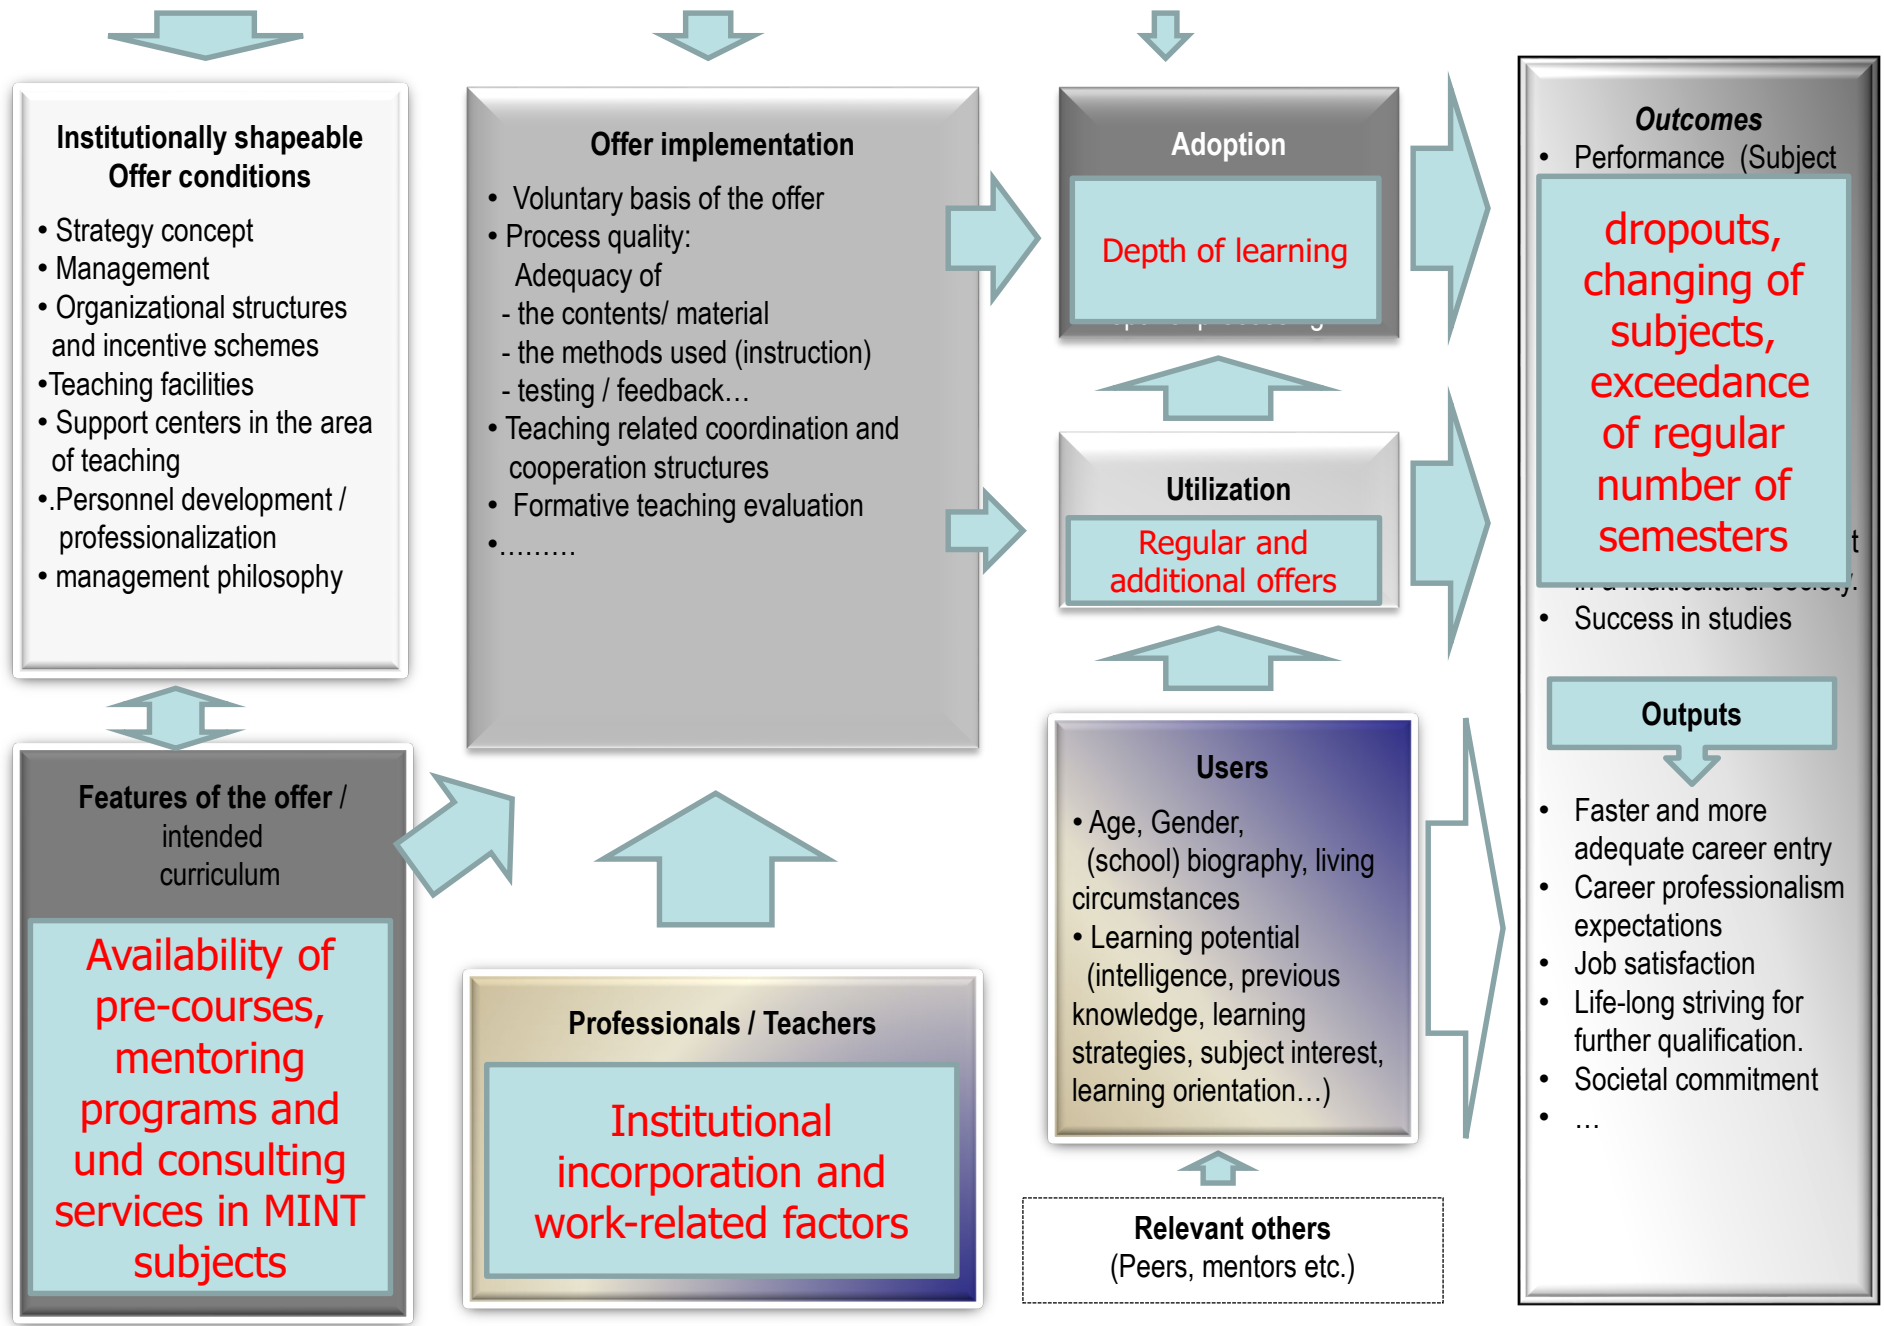 Institutionally shapeable
Offer conditions
• Strategy concept
• Management
• Organizational structures
and incentive schemes
•Teaching facilities
• Support centers in the area
of teaching
•.Personnel development /
professionalization
• management philosophy
Features of the offer /
intended
curriculum
Availability of
pre-courses,
mentoring
programs and
und consulting
services in MINT
subjects
Offer implementation
• Voluntary basis of the offer
• Process quality:
Adequacy of
- the contents/ material
- the methods used (instruction)
- testing / feedback…
• Teaching related coordination and
cooperation structures
• Formative teaching evaluation
•………
Professionals / Teachers
Institutional
incorporation and
work-related factors
Adoption
Depth of learning
Utilization
Regular and
additional offers
Users
• Age, Gender,
(school) biography, living
circumstances
• Learning potential
(intelligence, previous
knowledge, learning
strategies, subject interest,
learning orientation…)
Relevant others
(Peers, mentors etc.)
Outcomes
• Performance (Subject
dropouts,
changing of
subjects,
exceedance
of regular
number of
semesters
in a multicultural society.
• Success in studies
Outputs
• Faster and more
adequate career entry
• Career professionalism
expectations
• Job satisfaction
• Life-long striving for
further qualification.
• Societal commitment
• …